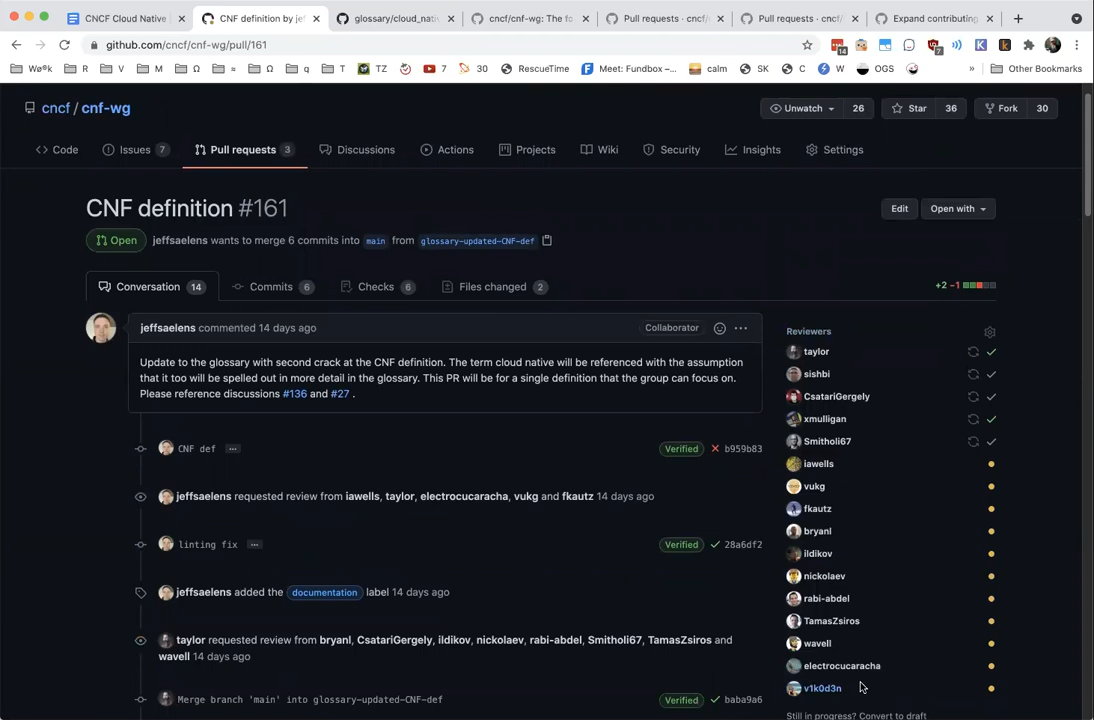 CNCF Cloud Native
CNF definition by je
glossary/cloud_nati
cncf/cnf-wg: The fo
Pull requests · cncf/
Pull requests · cncf/
Expand contributing
github.com/cncf/cnf-wg/pull/161
14
7
Wø®k
R
V
M
Ω
≈
Ω
q
T
TZ
7
30
RescueTime
Meet: Fundbox –...
calm
SK
C
W
OGS
»
Other Bookmarks
cncf / cnf-wg
Unwatch 26
Star 36
Fork 30
Code
Issues 7
Pull requests 3
Discussions
Actions
Projects
Wiki
Security
Insights
Settings
CNF definition #161
Edit
Open with
Open
jeffsaelens wants to merge 6 commits into main from glossary-updated-CNF-def
Conversation 14
Commits 6
Checks 6
Files changed 2
+2 −1
jeffsaelens commented 14 days ago
Collaborator
Update to the glossary with second crack at the CNF definition. The term cloud native will be referenced with the assumption
that it too will be spelled out in more detail in the glossary. This PR will be for a single definition that the group can focus on.
Please reference discussions #136 and #27 .
CNF def ...
Verified
b959b83
jeffsaelens requested review from iawells, taylor, electrocucaracha, vukg and fkautz 14 days ago
linting fix ...
Verified
28a6df2
jeffsaelens added the documentation label 14 days ago
taylor requested review from bryanl, CsatariGergely, ildikov, nickolaev, rabi-abdel, Smitholi67, TamasZsiros and
wavell 14 days ago
Merge branch 'main' into glossary-updated-CNF-def
Verified
baba9a6
Reviewers
taylor
sishbi
CsatariGergely
xmulligan
Smitholi67
iawells
vukg
fkautz
bryanl
ildikov
nickolaev
rabi-abdel
TamasZsiros
wavell
electrocucaracha
v1k0d3n
Still in progress? Convert to draft